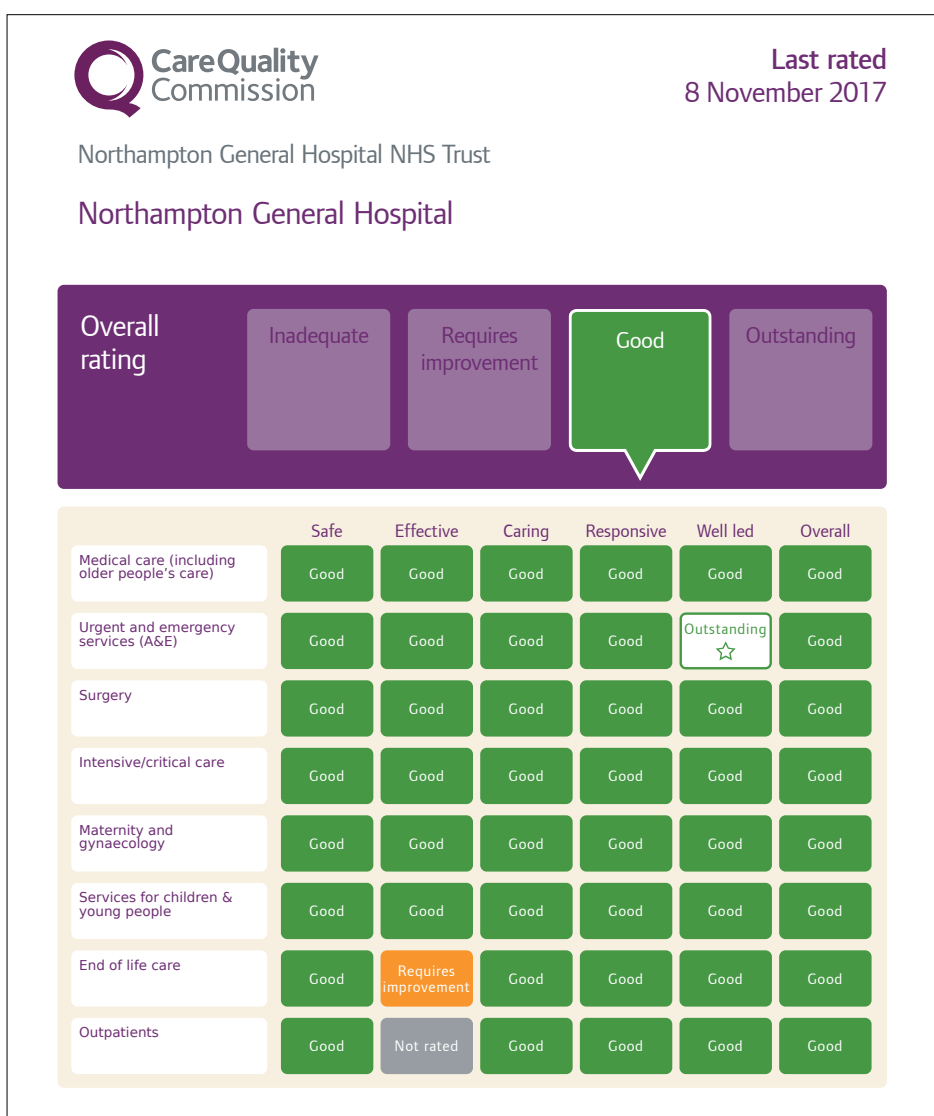 CareQuality
Commission
Last rated
8 November 2017
Northampton General Hospital NHS Trust
Northampton General Hospital
Overall
rating
Inadequate
Requires
improvement
Good
Outstanding
Safe Effective Caring Responsive Well led Overall
Medical care (including
older people's care)
Good Good Good Good Good Good
Urgent and emergency
services (A&E)
Good Good Good Good Outstanding Good
Surgery
Good Good Good Good Good Good
Intensive/critical care
Good Good Good Good Good Good
Maternity and
gynaecology
Good Good Good Good Good Good
Services for children &
young people
Good Good Good Good Good Good
End of life care
Good Requires
improvement Good Good Good Good
Outpatients
Good Not rated Good Good Good Good